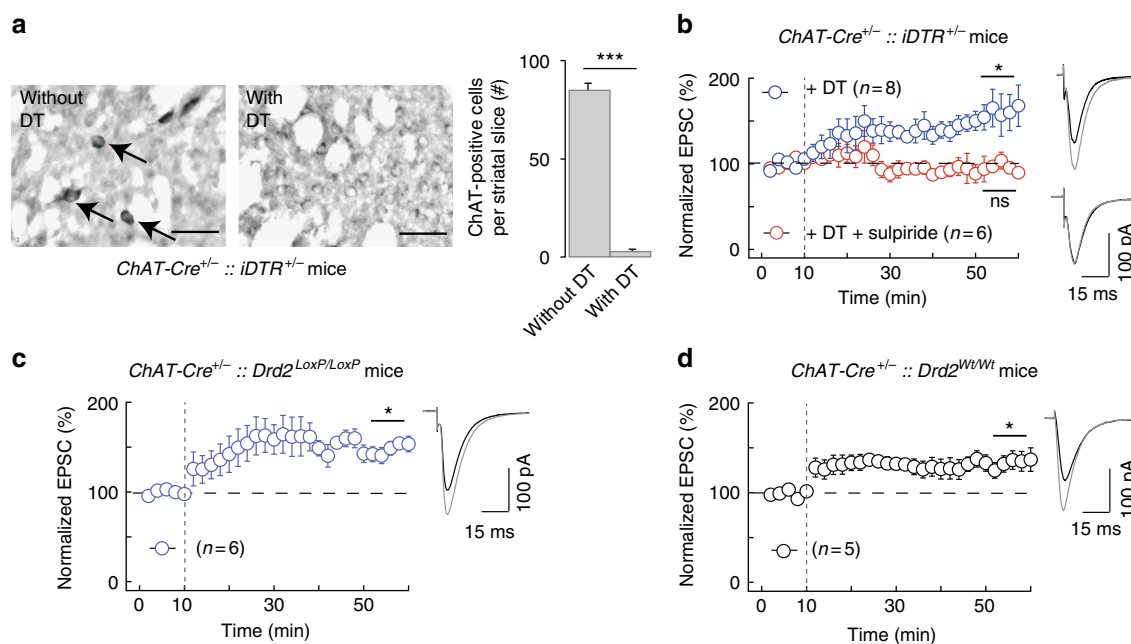 a
Without
DT
With
DT
ChAT-Cre+/– :: iDTR+/– mice
ChAT-positive cells
per striatal slice (#)
100
50
0
***
Without DT
With DT
b
ChAT-Cre+/– :: iDTR+/– mice
Normalized EPSC (%)
200
100
0
*
+ DT (n=8)
ns
+ DT + sulpiride (n=6)
0
10
30
50
Time (min)
100 pA
15 ms
c
ChAT-Cre+/– :: Drd2LoxP/LoxP mice
Normalized EPSC (%)
200
100
0
*
(n=6)
0
10
30
50
Time (min)
100 pA
15 ms
d
ChAT-Cre+/– :: Drd2Wt/Wt mice
Normalized EPSC (%)
200
100
0
*
(n=5)
0
10
30
50
Time (min)
100 pA
15 ms